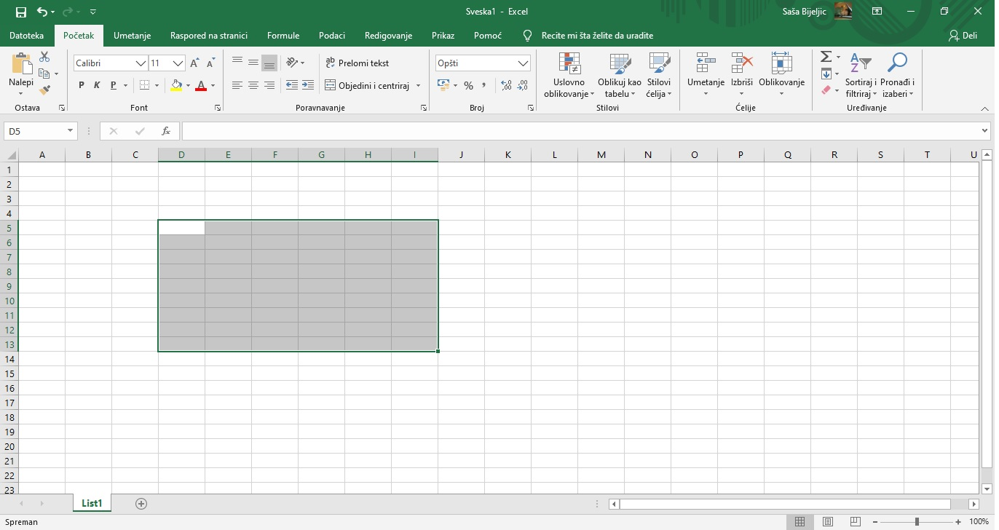 Sveska1 - Excel
Saša Bijeljic
Datoteka Početak Umetanje Raspored na stranici Formule Podaci Redigovanje Prikaz Pomoć Recite mi šta želite da uradite Deli
Nalepi
Ostava
Calibri 11
A A
P K P A
Font
ab Prelomi tekst
Objedini i centriraj
Poravnavanje
Opšti
% ,
Broj
Uslovno oblikovanje
Oblikuj kao tabelu
Stilovi ćelija
Stilovi
Umetanje Izbriši Oblikovanje
Ćelije
Sortiraj i filtriraj
Pronađi i izaberi
Uređivanje
D5 fx
A B C D E F G H I J K L M N O P Q R S T U
1
2
3
4
5
6
7
8
9
10
11
12
13
14
15
16
17
18
19
20
21
22
23
List1
Spreman 100%